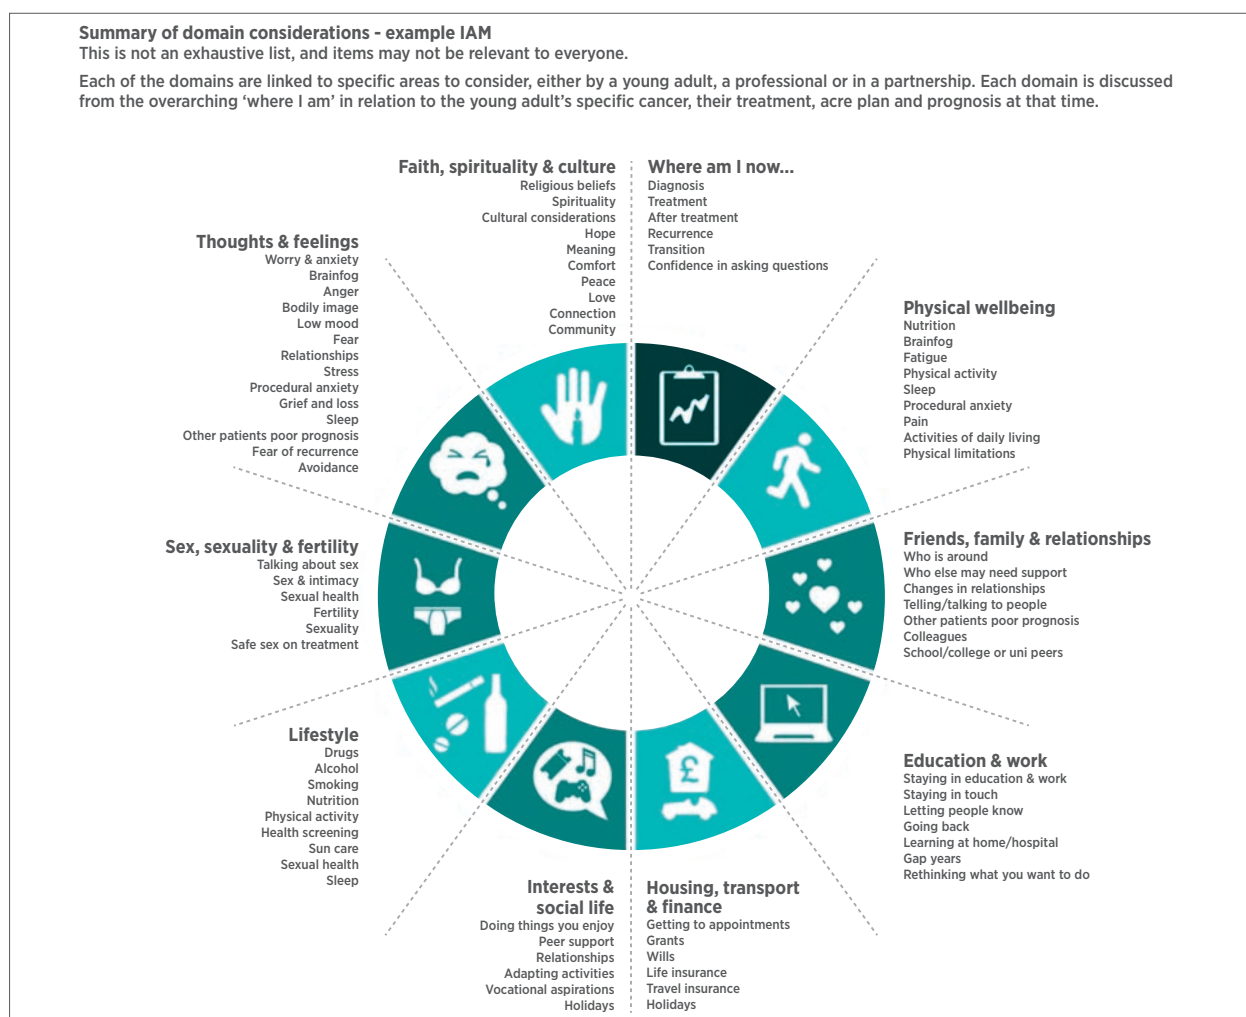 Summary of domain considerations - example IAM
This is not an exhaustive list, and items may not be relevant to everyone.
Each of the domains are linked to specific areas to consider, either by a young adult, a professional or in a partnership. Each domain is discussed
from the overarching ‘where I am’ in relation to the young adult’s specific cancer, their treatment, acre plan and prognosis at that time.
Faith, spirituality & culture
Religious beliefs
Spirituality
Cultural considerations
Hope
Meaning
Comfort
Peace
Love
Connection
Community
Where am I now...
Diagnosis
Treatment
After treatment
Recurrence
Transition
Confidence in asking questions
Thoughts & feelings
Worry & anxiety
Brainfog
Anger
Bodily image
Low mood
Fear
Relationships
Stress
Procedural anxiety
Grief and loss
Sleep
Other patients poor prognosis
Fear of recurrence
Avoidance
Physical wellbeing
Nutrition
Brainfog
Fatigue
Physical activity
Sleep
Procedural anxiety
Pain
Activities of daily living
Physical limitations
Sex, sexuality & fertility
Talking about sex
Sex & intimacy
Sexual health
Fertility
Sexuality
Safe sex on treatment
Friends, family & relationships
Who is around
Who else may need support
Changes in relationships
Telling/talking to people
Other patients poor prognosis
Colleagues
School/college or uni peers
£
Lifestyle
Drugs
Alcohol
Smoking
Nutrition
Physical activity
Health screening
Sun care
Sexual health
Sleep
Education & work
Staying in education & work
Staying in touch
Letting people know
Going back
Learning at home/hospital
Gap years
Rethinking what you want to do
Interests &
social life
Doing things you enjoy
Peer support
Relationships
Adapting activities
Vocational aspirations
Holidays
Housing, transport
& finance
Getting to appointments
Grants
Wills
Life insurance
Travel insurance
Holidays